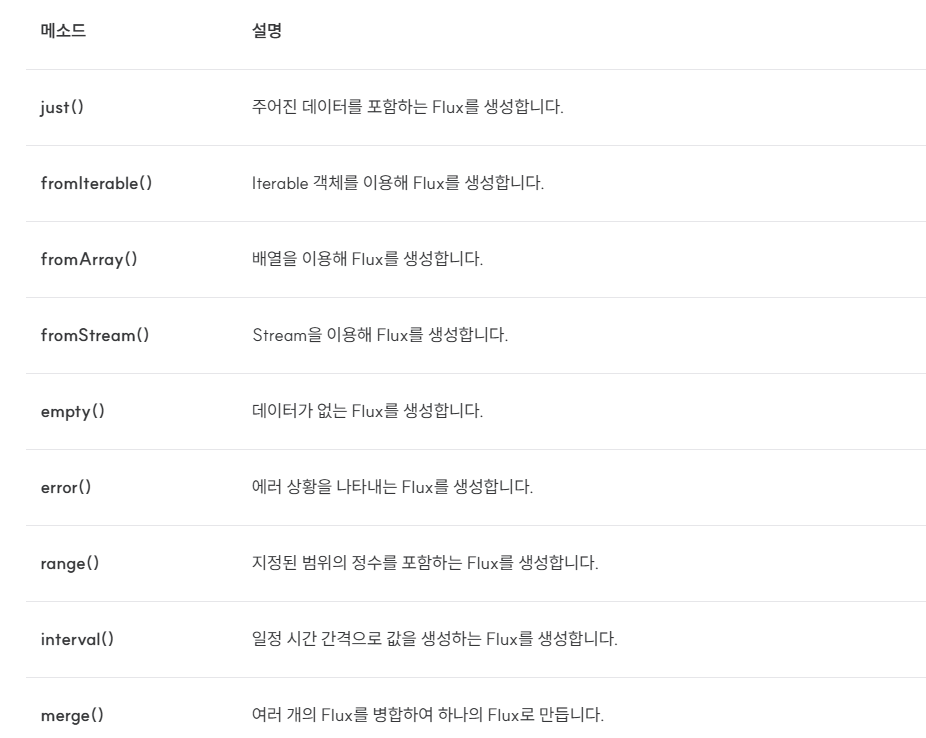 메소드 설명
just() 주어진 데이터를 포함하는 Flux를 생성합니다.
fromIterable() Iterable 객체를 이용해 Flux를 생성합니다.
fromArray() 배열을 이용해 Flux를 생성합니다.
fromStream() Stream을 이용해 Flux를 생성합니다.
empty() 데이터가 없는 Flux를 생성합니다.
error() 에러 상황을 나타내는 Flux를 생성합니다.
range() 지정된 범위의 정수를 포함하는 Flux를 생성합니다.
interval() 일정 시간 간격으로 값을 생성하는 Flux를 생성합니다.
merge() 여러 개의 Flux를 병합하여 하나의 Flux로 만듭니다.